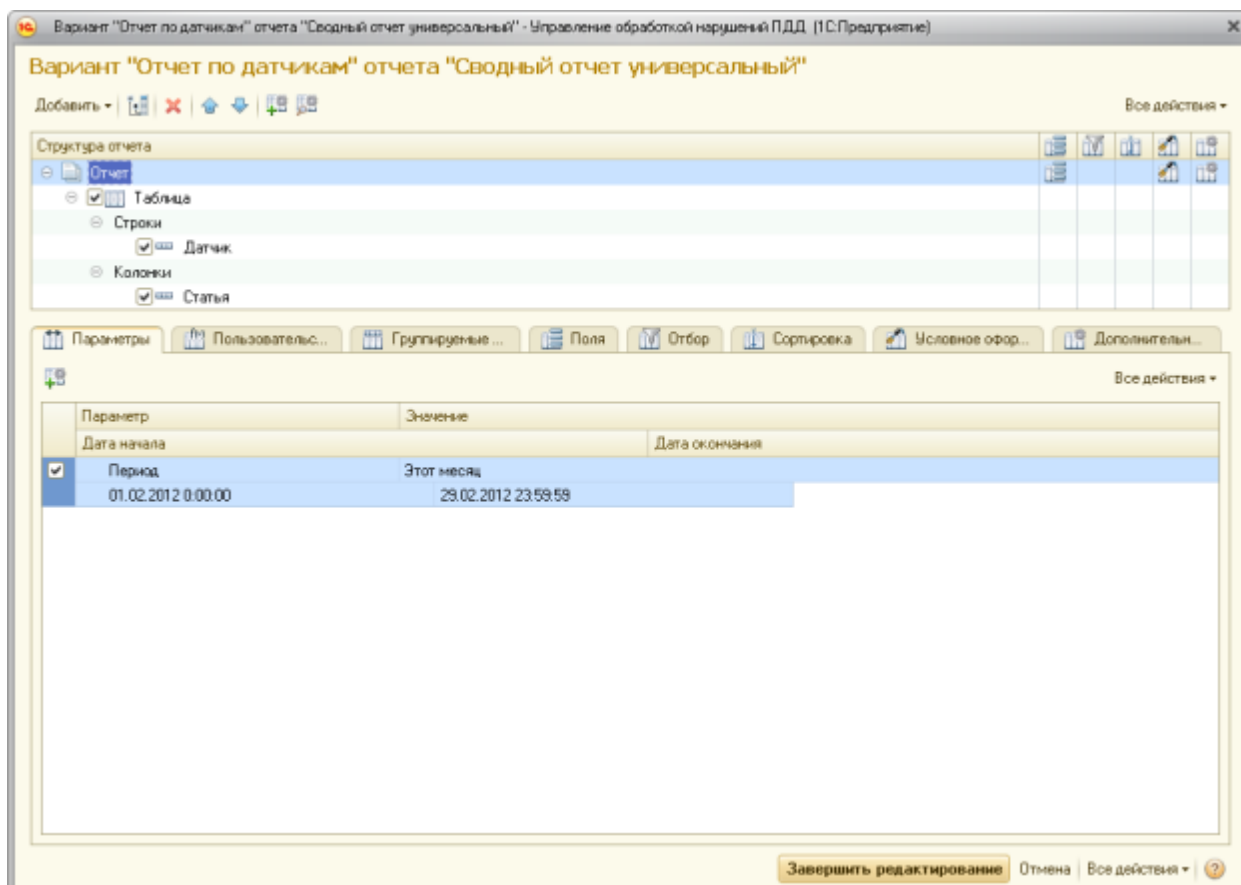 Вариант "Отчет по датчикам" отчета "Сводный отчет универсальный" - Управление обработкой нарушений ПДД (1С:Предприятие)
Вариант "Отчет по датчикам" отчета "Сводный отчет универсальный"
Добавить Все действия
Структура отчета
Отчет
Таблица
Строки
Датчик
Колонки
Статья
Параметры Пользовательс... Группируемые ... Поля Отбор Сортировка Условное офор... Дополнительн...
Все действия
Параметр Значение
Дата начала Дата окончания
Период Этот месяц
01.02.2012 0:00:00 29.02.2012 23:59:59
Завершить редактирование Отмена Все действия